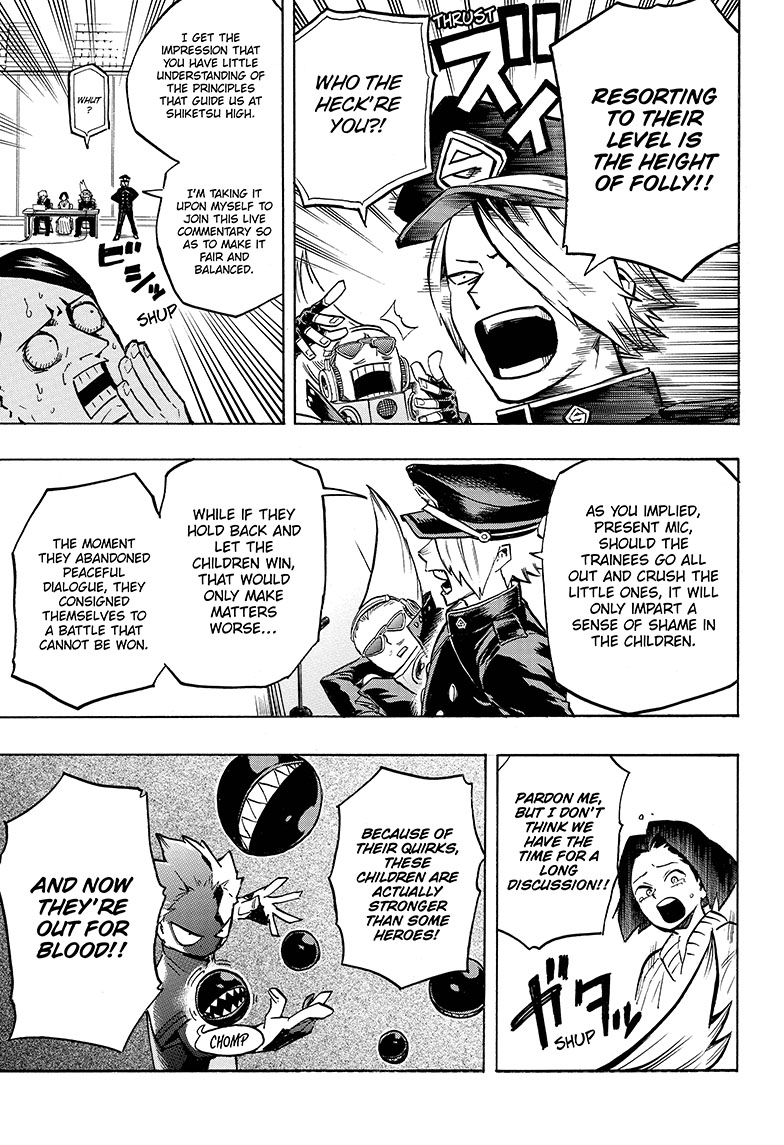 RESORTING
TO THEIR
LEVEL IS
THE HEIGHT
OF FOLLY!!
THRUST
ズイ
WHO THE
HECK'RE
YOU?!
I GET THE
IMPRESSION THAT
YOU HAVE LITTLE
UNDERSTANDING OF
THE PRINCIPLES
THAT GUIDE US AT
SHIKETSU HIGH.
I'M TAKING IT
UPON MYSELF TO
JOIN THIS LIVE
COMMENTARY SO
AS TO MAKE IT
FAIR AND
BALANCED.
WHUT
?
ビシッ
SHUP
AS YOU IMPLIED,
PRESENT MIC,
SHOULD THE
TRAINEES GO ALL
OUT AND CRUSH THE
LITTLE ONES, IT WILL
ONLY IMPART A
SENSE OF SHAME IN
THE CHILDREN.
WHILE IF THEY
HOLD BACK AND
LET THE
CHILDREN WIN,
THAT WOULD
ONLY MAKE
MATTERS
WORSE...
THE MOMENT
THEY ABANDONED
PEACEFUL
DIALOGUE, THEY
CONSIGNED
THEMSELVES TO
A BATTLE THAT
CANNOT BE WON.
PARDON ME,
BUT I DON'T
THINK WE
HAVE THE
TIME FOR A
LONG
DISCUSSION!!
ガタッ
SHUP
BECAUSE OF
THEIR QUIRKS,
THESE
CHILDREN ARE
ACTUALLY
STRONGER
THAN SOME
HEROES!
AND NOW
THEY'RE
OUT FOR
BLOOD!!
CHOMP